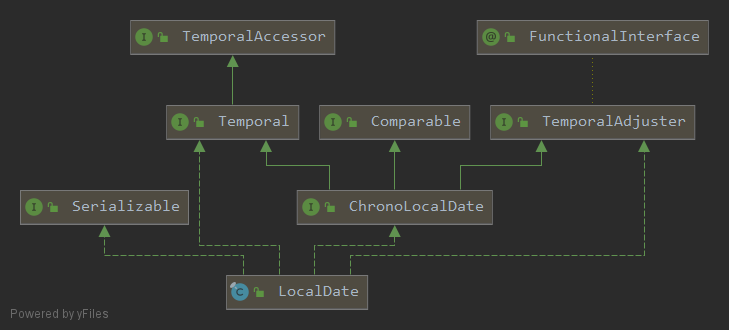 I TemporalAccessor
@ FunctionalInterface
I Temporal
I Comparable
I TemporalAdjuster
I Serializable
I ChronoLocalDate
C LocalDate
Powered by yFiles